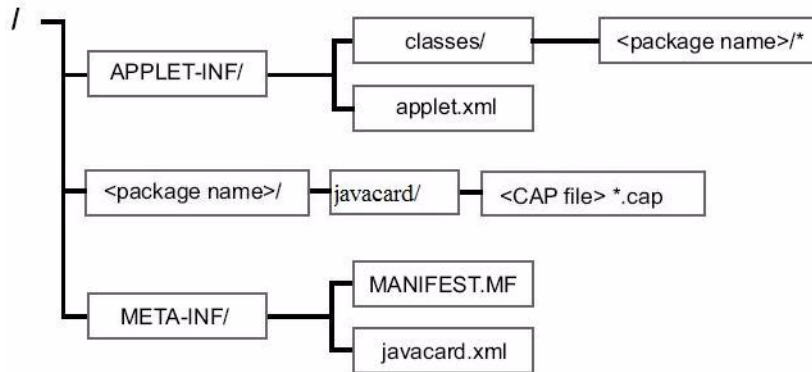 /
classes/
<package name>/*
APPLET-INF/
applet.xml
<package name>/
javacard/
<CAP file> *.cap
MANIFEST.MF
META-INF/
javacard.xml